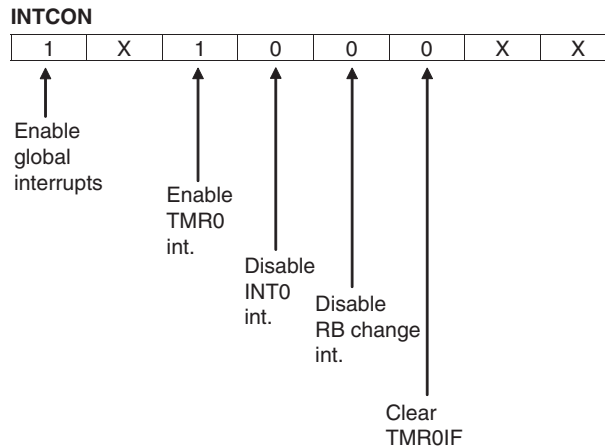 INTCON
1 X 1 0 0 0 X X
Enable
global
interrupts
Enable
TMR0
int.
Disable
INT0
int.
Disable
RB change
int.
Clear
TMR0IF